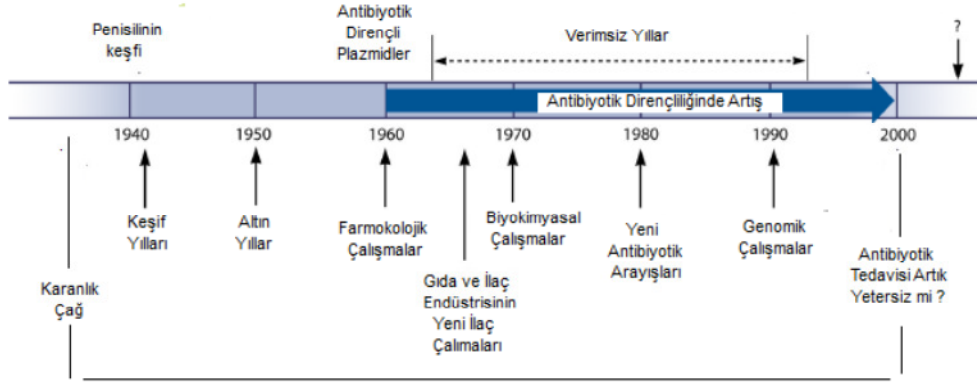 Penisilinin
keşfi
Antibiyotik
Dirençli
Plazmidler
Verimsiz Yıllar
?
Antibiyotik Dirençliliğinde Artış
1940
1950
1960
1970
1980
1990
2000
Karanlık
Çağ
Keşif
Yılları
Altın
Yıllar
Farmokolojik
Çalışmalar
Gıda ve İlaç
Endüstrisinin
Yeni İlaç
Çalımaları
Biyokimyasal
Çalışmalar
Yeni
Antibiyotik
Arayışları
Genomik
Çalışmalar
Antibiyotik
Tedavisi Artık
Yetersiz mi ?